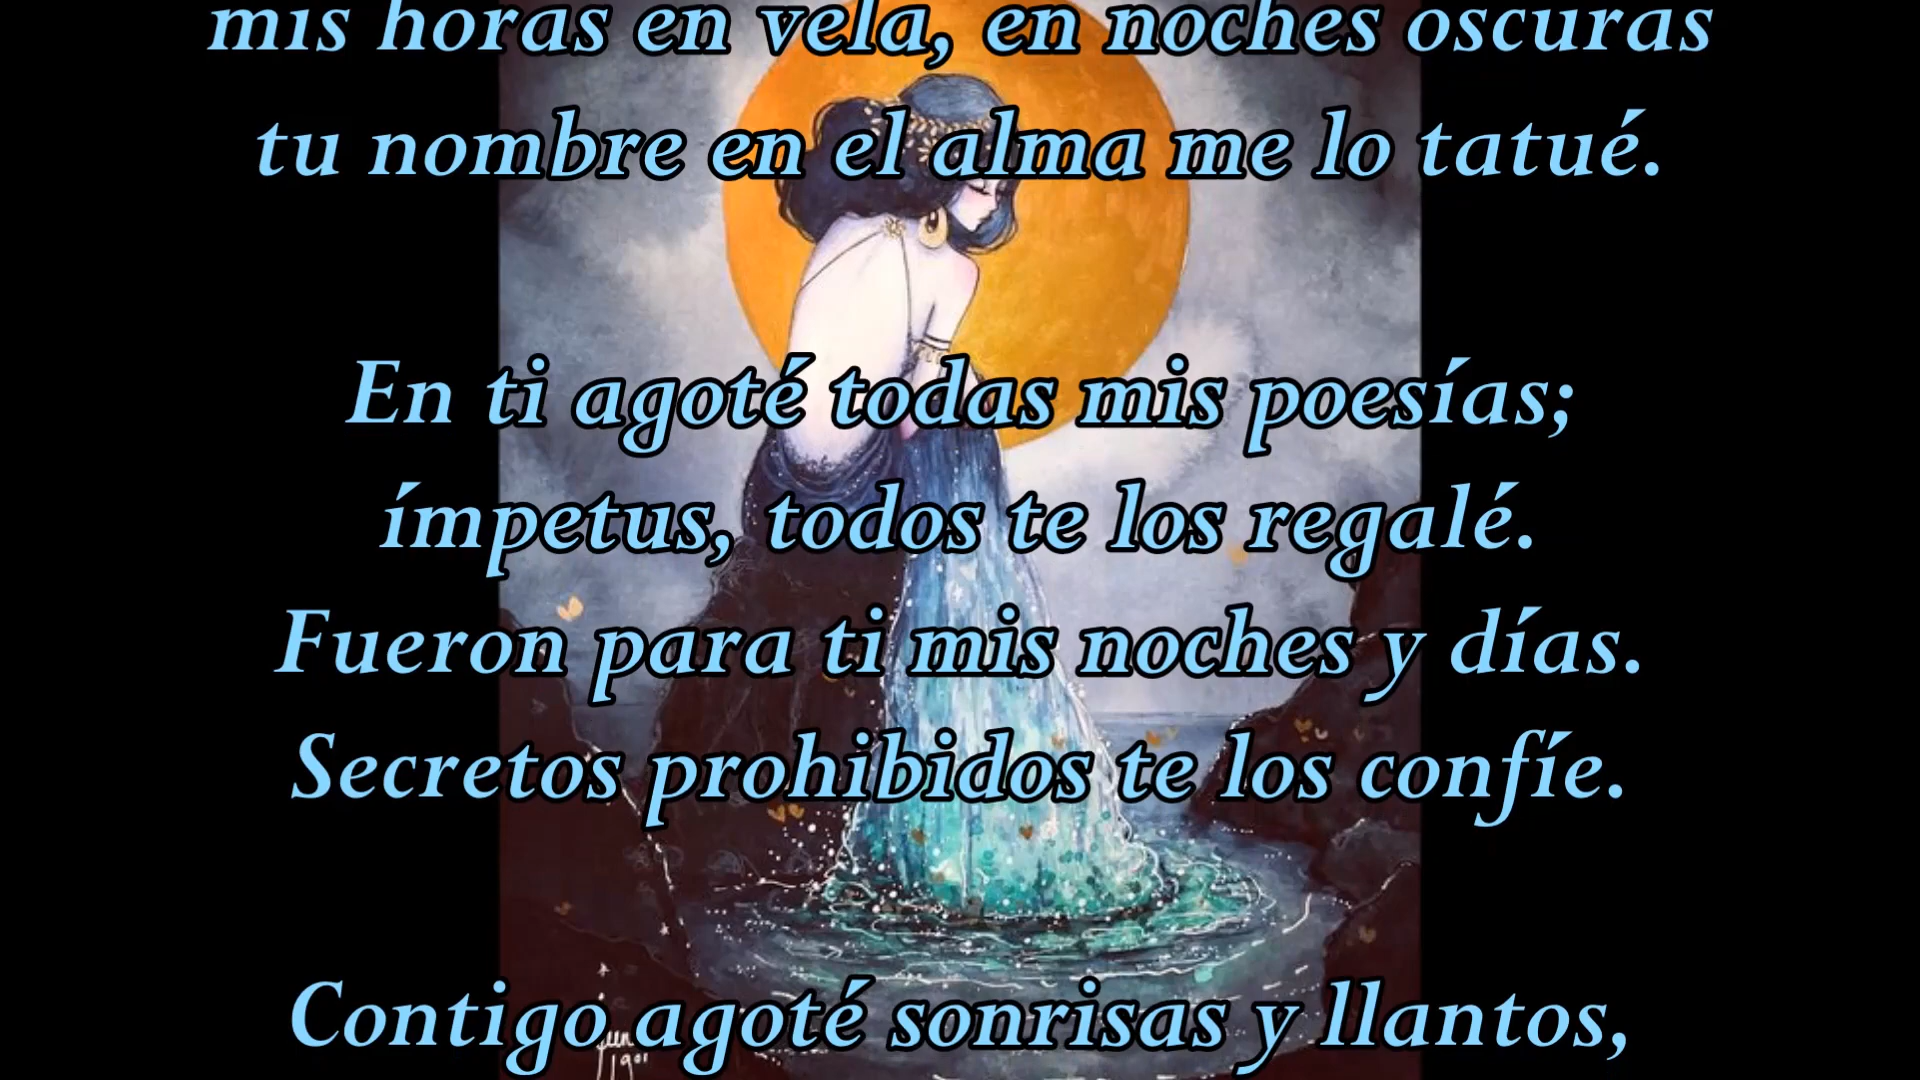 mis horas en vela, en noches oscuras
tu nombre en el alma me lo tatué.
En ti agoté todas mis poesías;
ímpetus, todos te los regalé.
Fueron para ti mis noches y días.
Secretos prohibidos te los confíe.
Contigo agoté sonrisas y llantos,